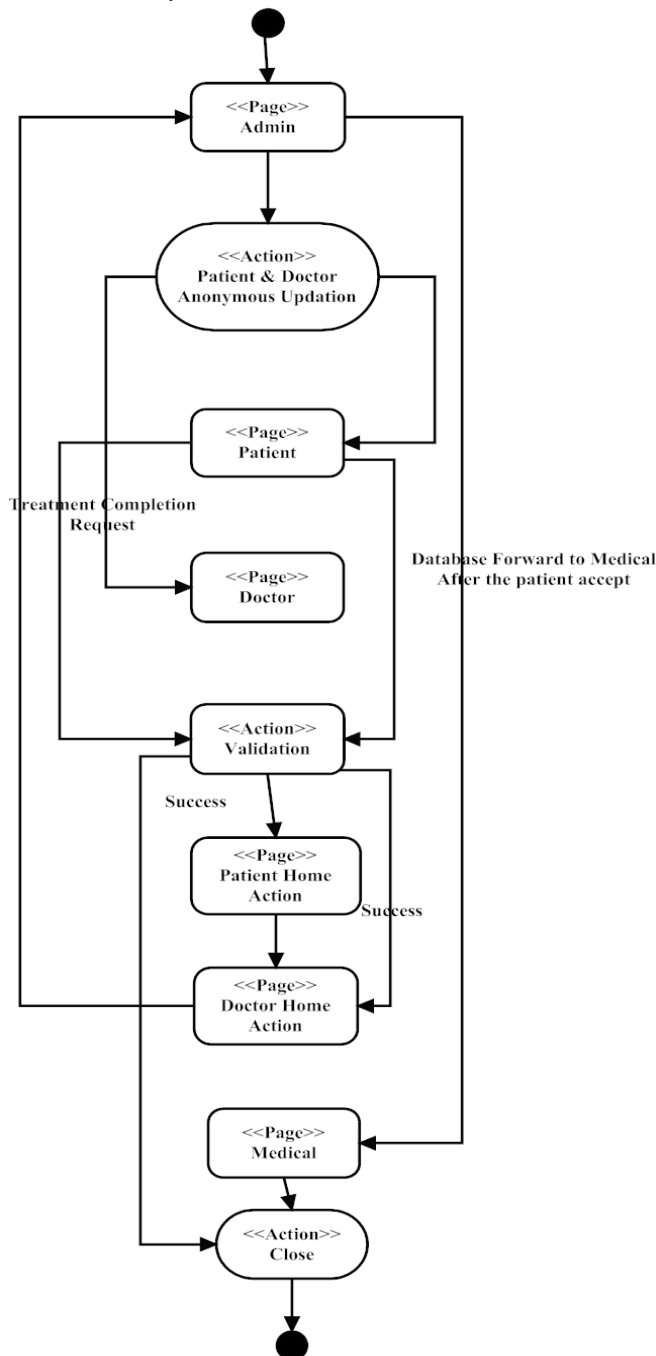 <<Page>>
Admin
<<Action>>
Patient & Doctor
Anonymous Updation
<<Page>>
Patient
Treatment Completion
Request
Database Forward to Medical
After the patient accept
<<Page>>
Doctor
<<Action>>
Validation
Success
<<Page>>
Patient Home
Action
Success
<<Page>>
Doctor Home
Action
<<Page>>
Medical
<<Action>>
Close